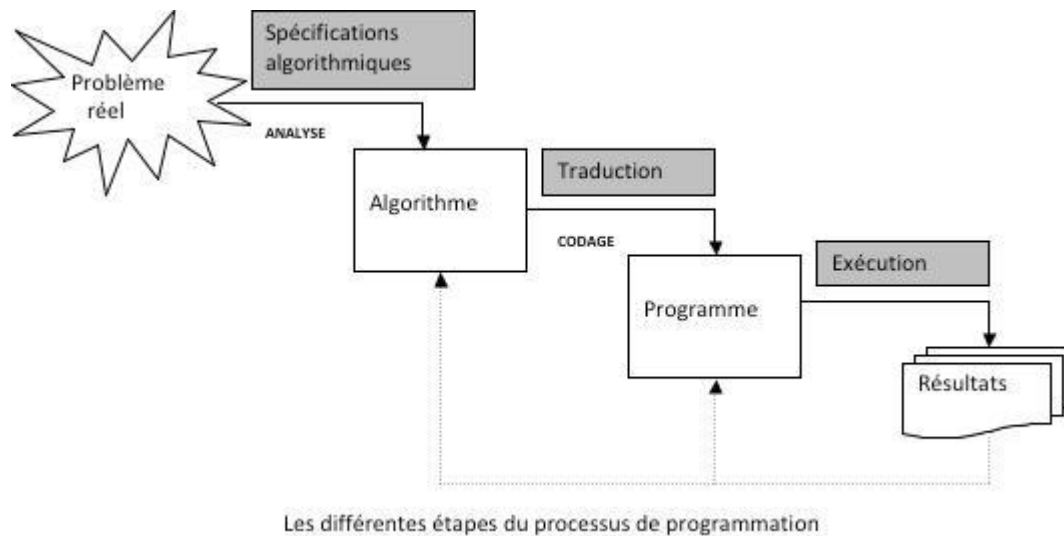 Spécifications
algorithmiques
Problème
réel
ANALYSE
Algorithme
Traduction
CODAGE
Programme
Exécution
Résultats
Les différentes étapes du processus de programmation